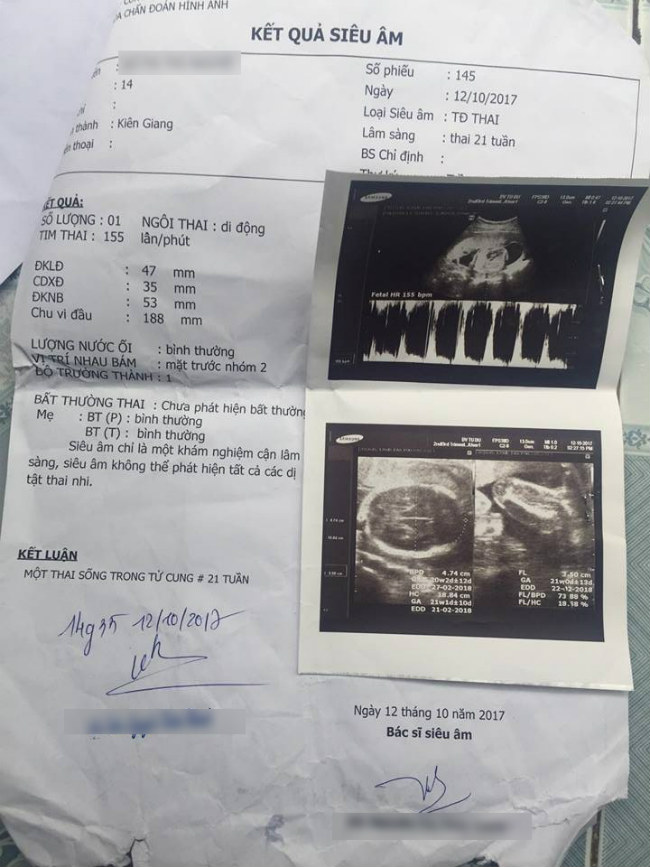 CHẨN ĐOÁN HÌNH ẢNH
KẾT QUẢ SIÊU ÂM
: 14
:
thành : Kiên Giang
thoại :
Số phiếu : 145
Ngày : 12/10/2017
Loại Siêu âm : TĐ THAI
Lâm sàng : thai 21 tuần
BS Chỉ định :
KẾT QUẢ:
SỐ LƯỢNG : 01 NGÔI THAI : di động
TIM THAI : 155 lần/phút
ĐKLĐ : 47 mm
CDXĐ : 35 mm
ĐKNB : 53 mm
Chu vi đầu : 188 mm
LƯỢNG NƯỚC ỐI : bình thường
VỊ TRÍ NHAU BÁM : mặt trước nhóm 2
ĐỘ TRƯỞNG THÀNH : 1
BẤT THƯỜNG THAI : Chưa phát hiện bất thường
Mẹ : BT (P) : bình thường
BT (T) : bình thường
Siêu âm chỉ là một khám nghiệm cận lâm
sàng, siêu âm không thể phát hiện tất cả các dị
tật thai nhi.
KẾT LUẬN
MỘT THAI SỐNG TRONG TỬ CUNG # 21 TUẦN
14g35 12/10/2017
SAMSUNG
Fetal HR 155 bpm
SAMSUNG
12-10-2017
02:27:15 PM
BPD 4.74 cm
GA 20w2d±12d
EDD 27-02-2018
HC 18.84 cm
GA 21w1d±10d
EDD 21-02-2018
FL 3.50 cm
GA 21w0d±13d
FL/BPD 73.88 %
FL/HC 18.58 %
Ngày 12 tháng 10 năm 2017
Bác sĩ siêu âm